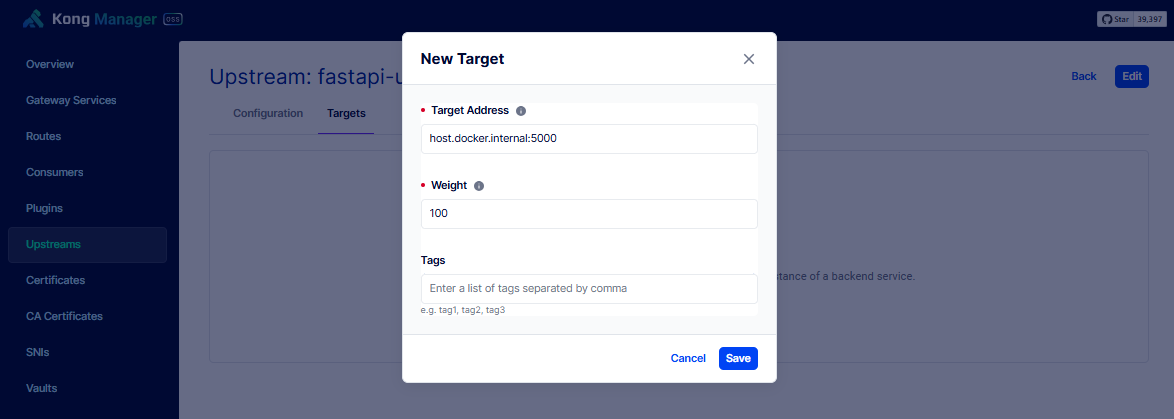 Kong Manager OSS
Star 39,397
Overview
Gateway Services
Routes
Consumers
Plugins
Upstreams
Certificates
CA Certificates
SNIs
Vaults
Upstream: fastapi-u
Back
Edit
Configuration
Targets
stance of a backend service.
New Target
Target Address
host.docker.internal:5000
Weight
100
Tags
Enter a list of tags separated by comma
e.g. tag1, tag2, tag3
Cancel
Save